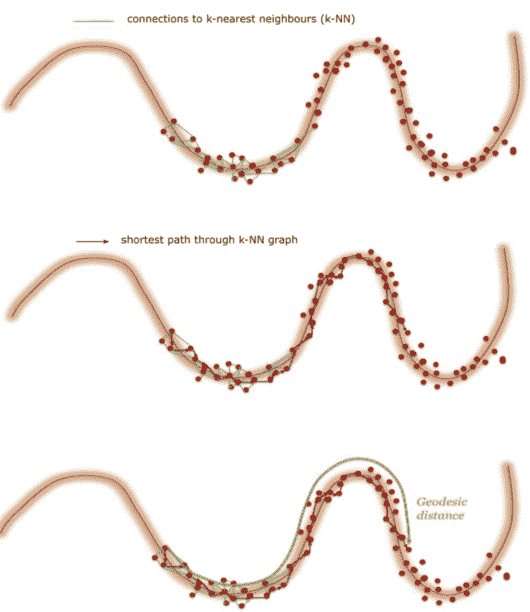 connections to k-nearest neighbours (k-NN)
shortest path through k-NN graph
Geodesic
distance